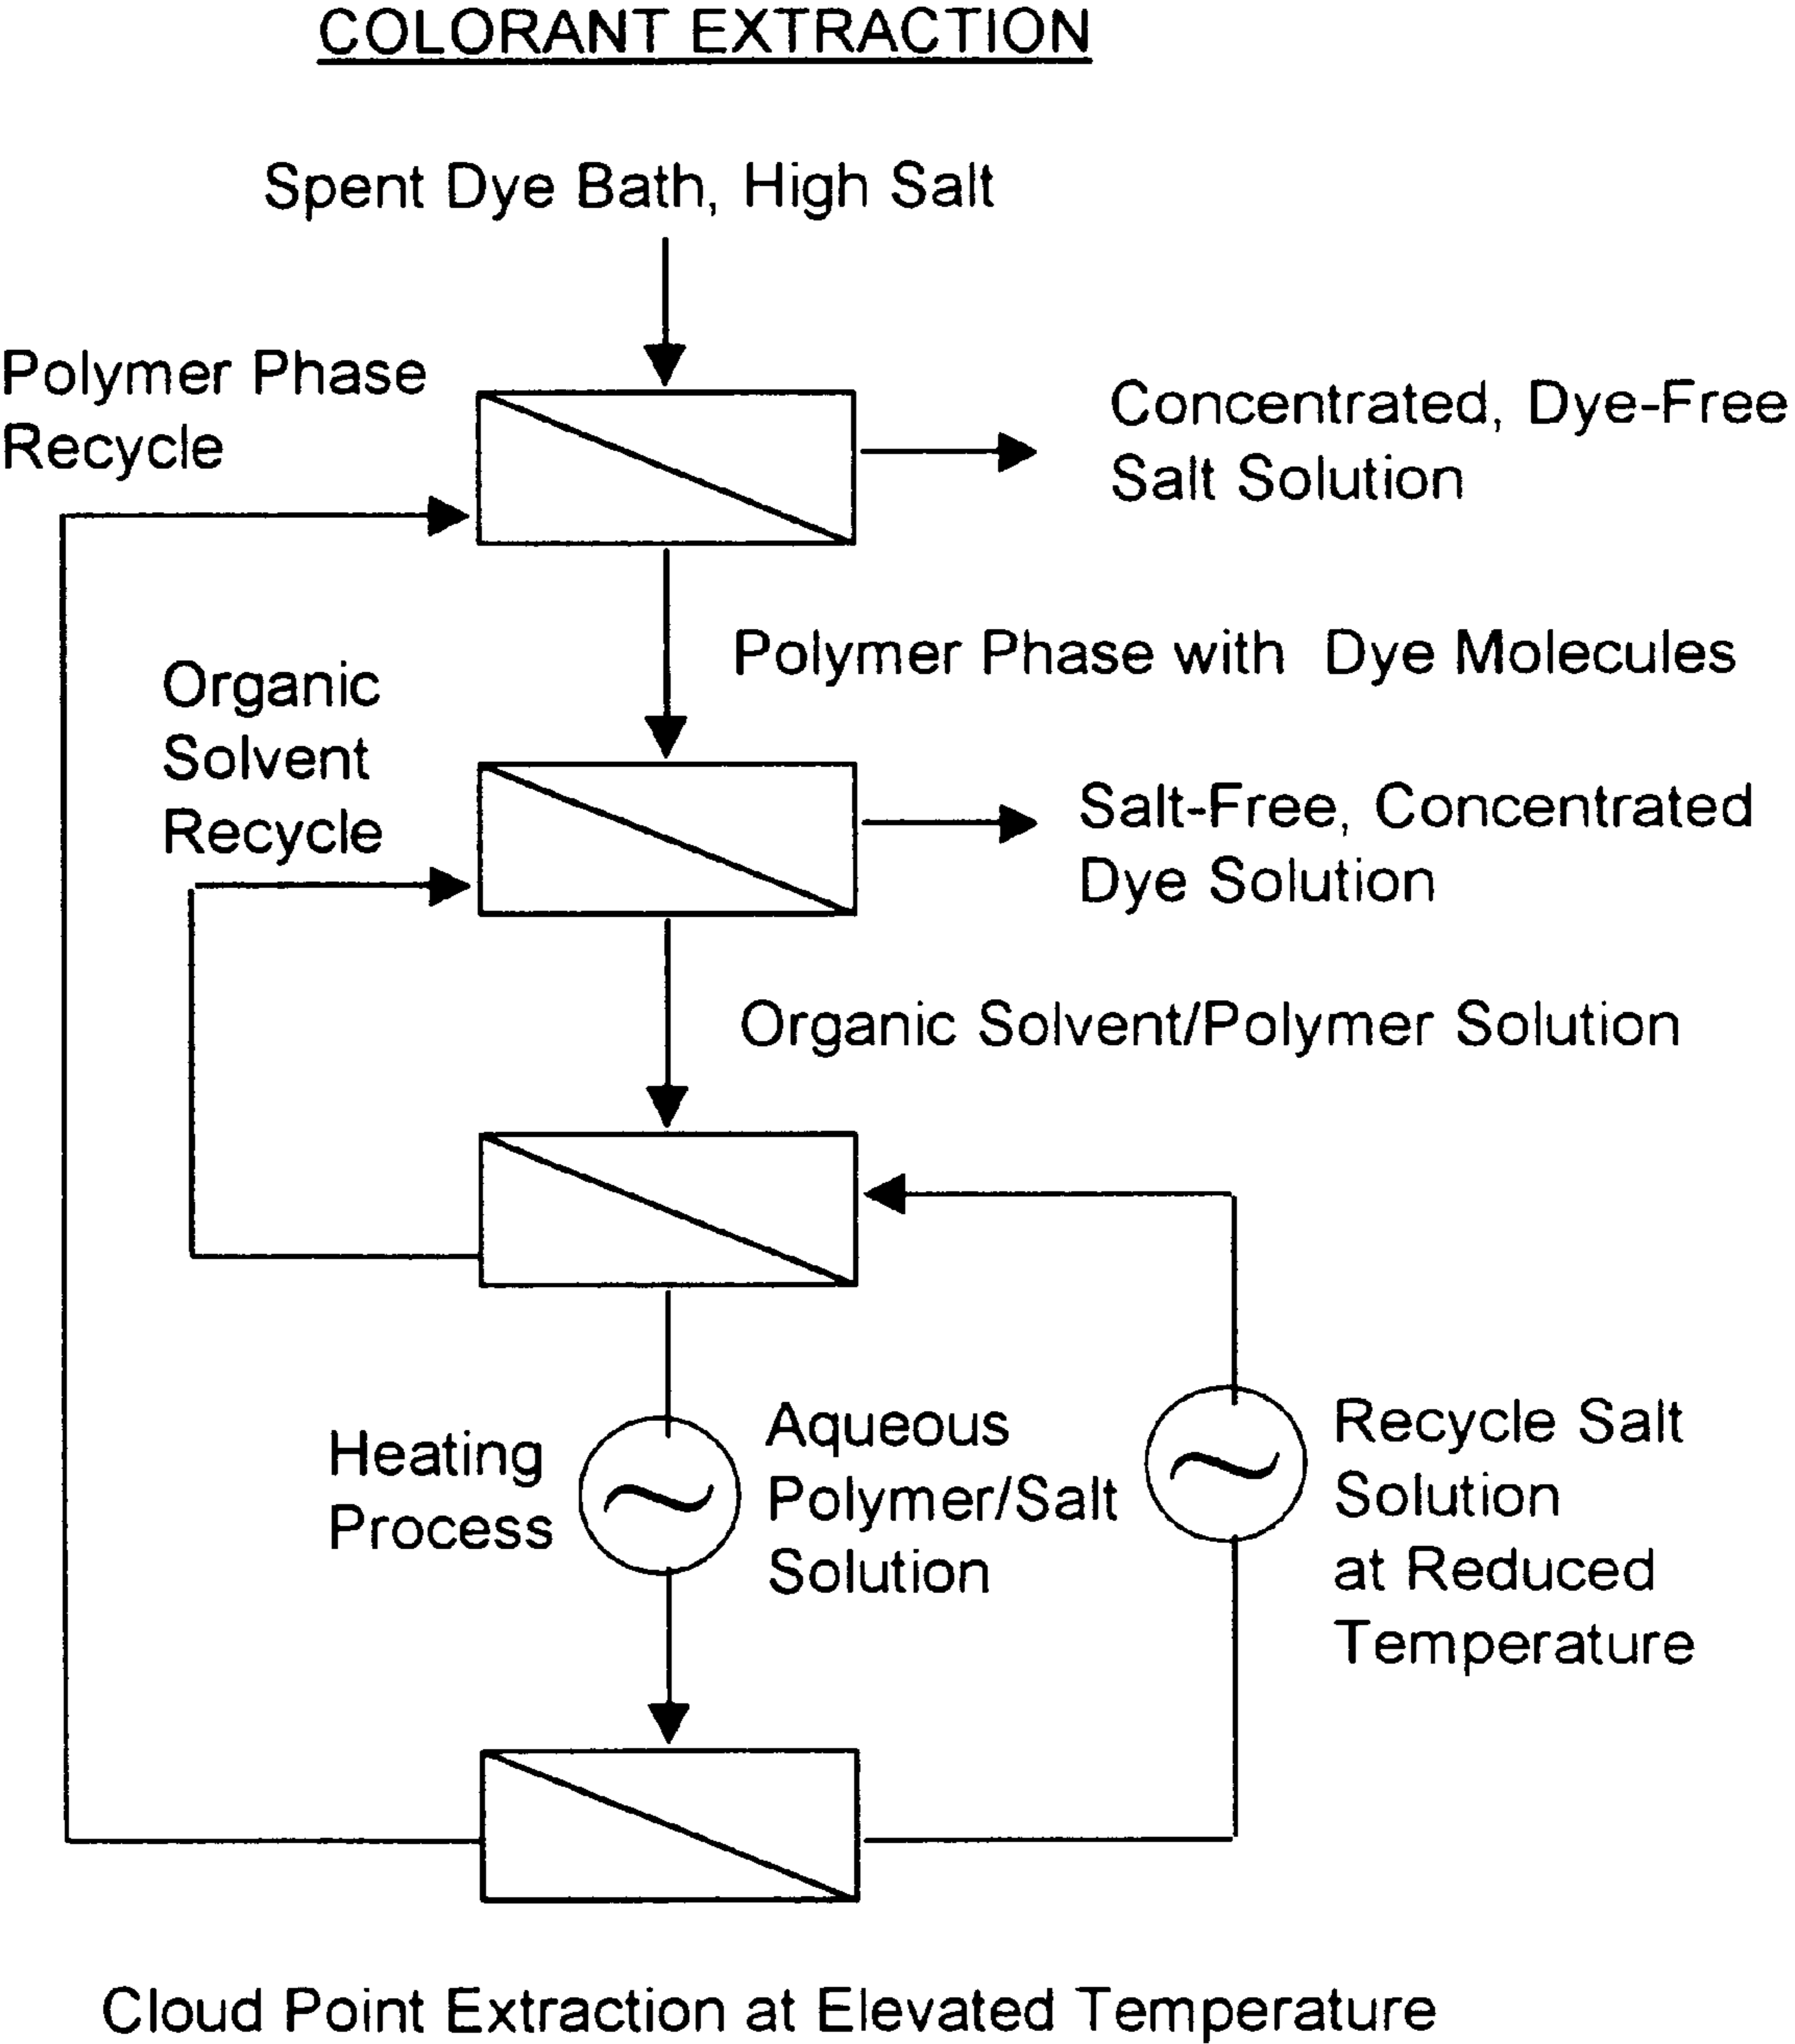 COLORANT EXTRACTION
Spent Dye Bath, High Salt
Polymer Phase
Recycle
Concentrated, Dye-Free
Salt Solution
Polymer Phase with Dye Molecules
Organic
Solvent
Recycle
Salt-Free, Concentrated
Dye Solution
Organic Solvent/Polymer Solution
Heating
Process
Aqueous
Polymer/Salt
Solution
Recycle Salt
Solution
at Reduced
Temperature
Cloud Point Extraction at Elevated Temperature